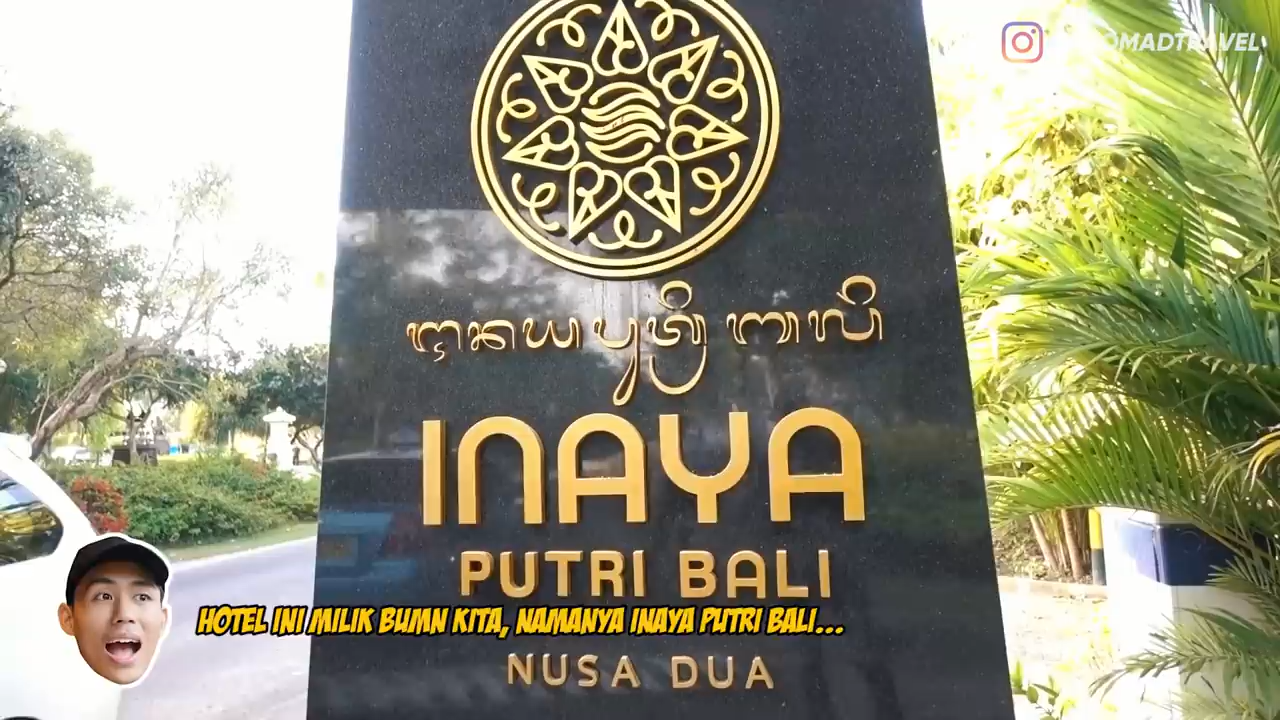 INAYA
PUTRI BALI
HOTEL INI MILIK BUMN KITA, NAMANYA INAYA PUTRI BALI...
NUSA DUA